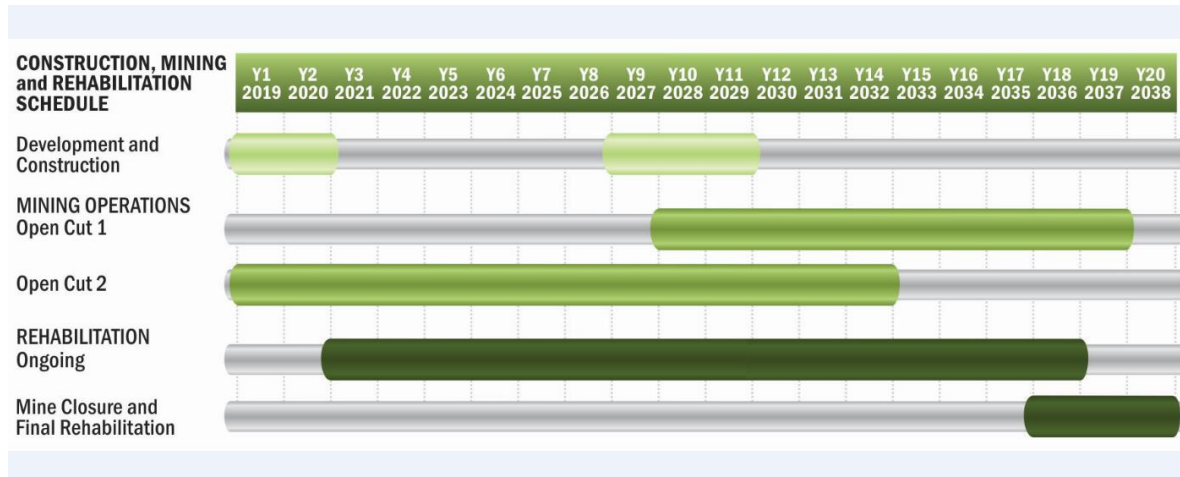 CONSTRUCTION, MINING
and REHABILITATION
SCHEDULE
Y1 Y2 Y3 Y4 Y5 Y6 Y7 Y8 Y9 Y10 Y11 Y12 Y13 Y14 Y15 Y16 Y17 Y18 Y19 Y20
2019 2020 2021 2022 2023 2024 2025 2026 2027 2028 2029 2030 2031 2032 2033 2034 2035 2036 2037 2038
Development and
Construction
MINING OPERATIONS
Open Cut 1
Open Cut 2
REHABILITATION
Ongoing
Mine Closure and
Final Rehabilitation